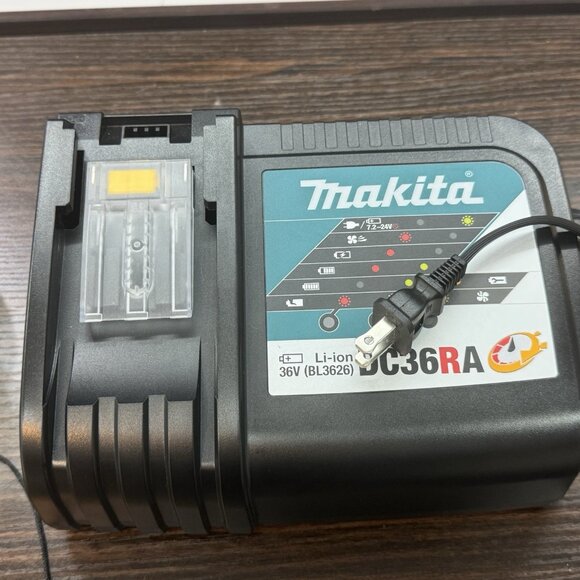 makita
7.2-24V
Li-ion
36V (BL3626)
DC36RA